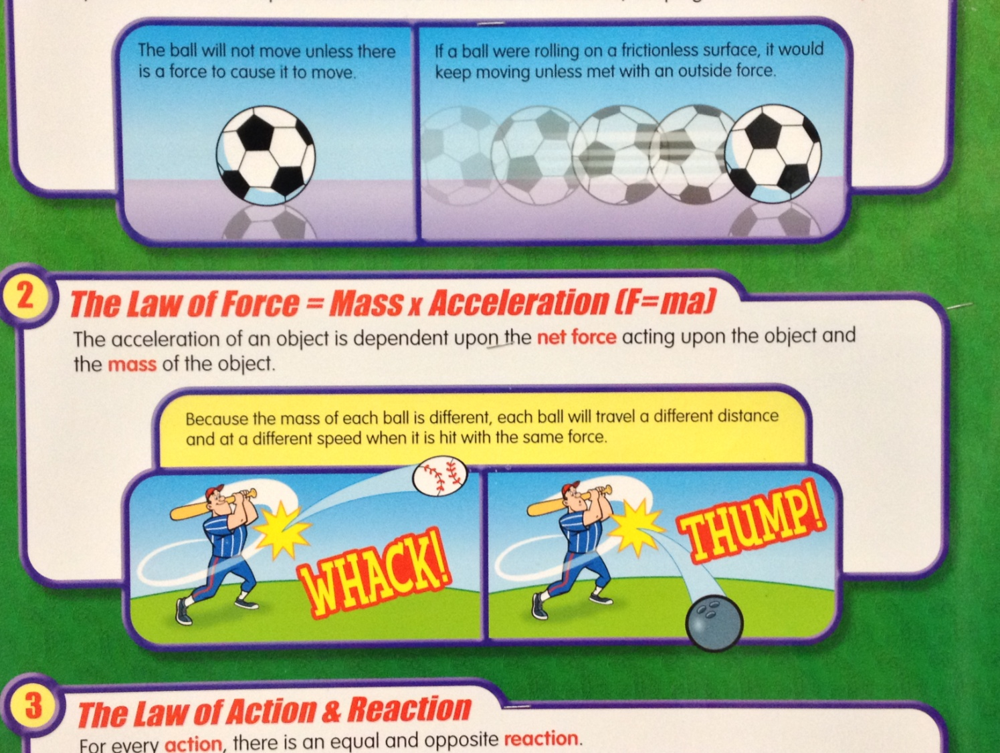 The ball will not move unless there
is a force to cause it to move.
If a ball were rolling on a frictionless surface, it would
keep moving unless met with an outside force.
2
The Law of Force = Mass x Acceleration (F=ma)
The acceleration of an object is dependent upon the net force acting upon the object and
the mass of the object.
Because the mass of each ball is different, each ball will travel a different distance
and at a different speed when it is hit with the same force.
WHACK!
THUMP!
3
The Law of Action & Reaction
For every action, there is an equal and opposite reaction.